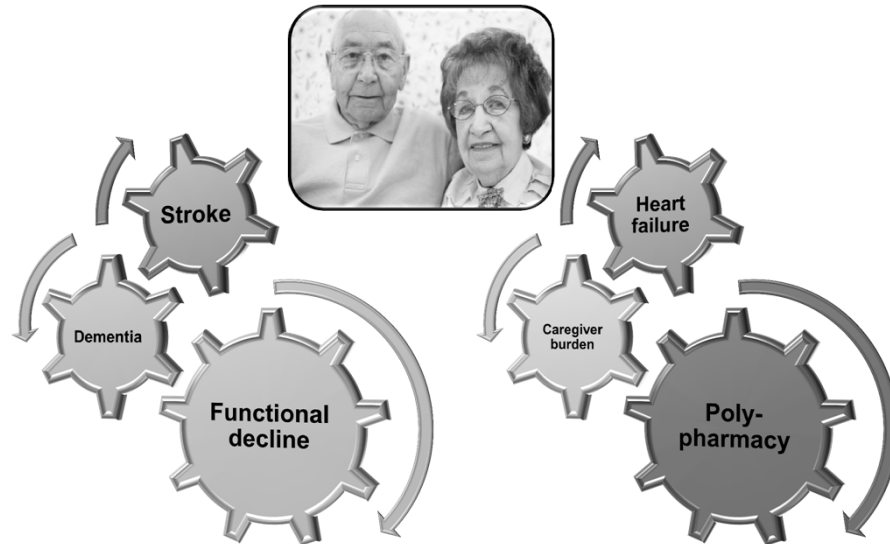 Stroke
Dementia
Functional
decline
Heart
failure
Caregiver
burden
Poly-
pharmacy